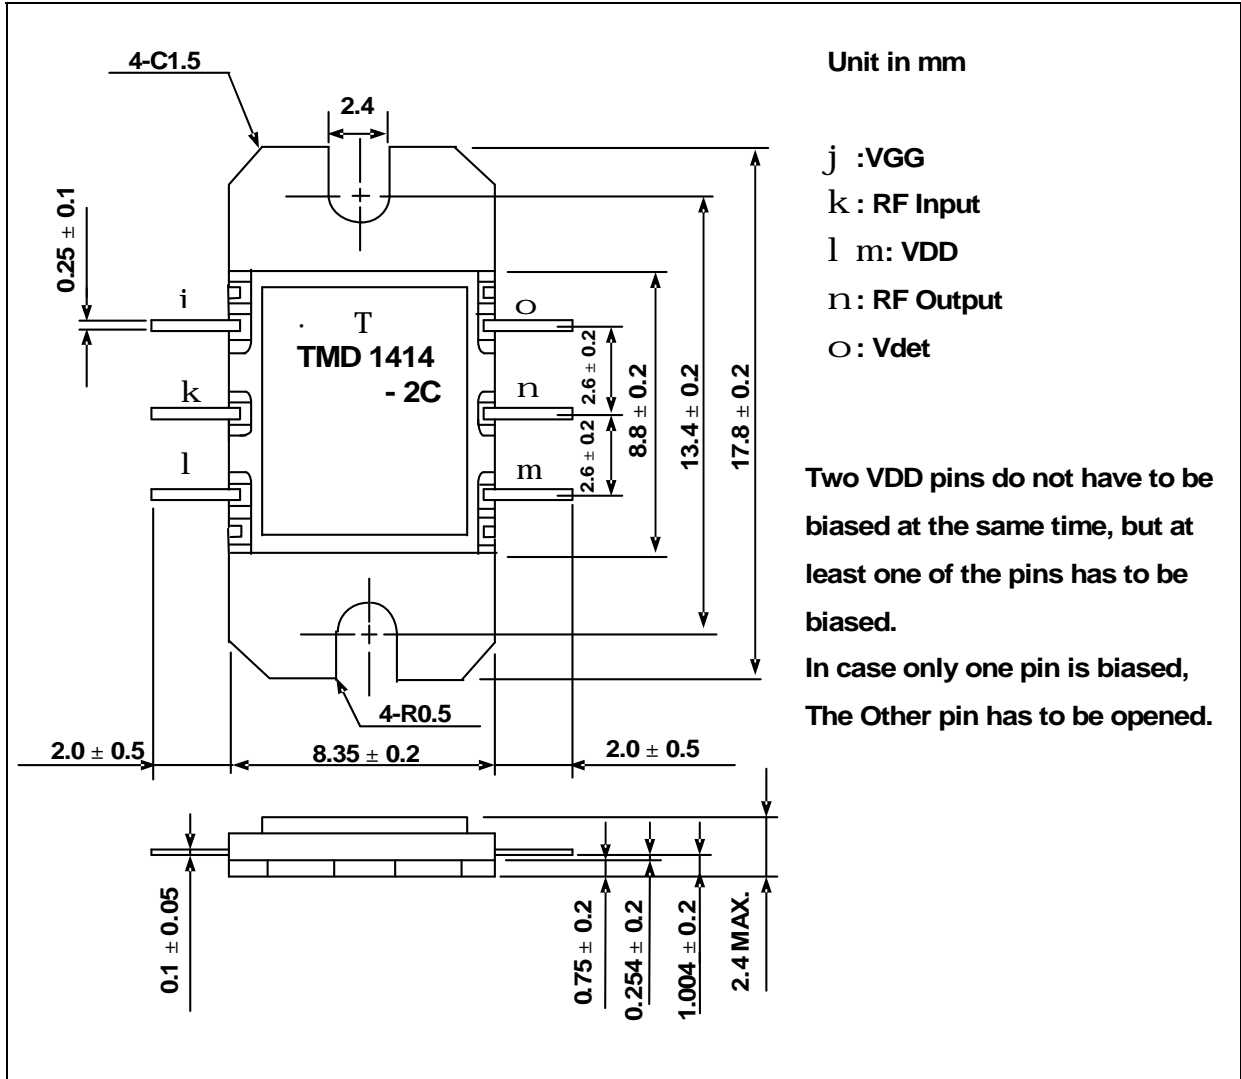 4-C1.5
Unit in mm
2.4
j :VGG
k : RF Input
l m: VDD
n : RF Output
o : Vdet
0.25 ± 0.1
j
o
. T
TMD 1414
- 2C
k
n
l
m
2.6 ± 0.2
2.6 ± 0.2
8.8 ± 0.2
13.4 ± 0.2
17.8 ± 0.2
Two VDD pins do not have to be
biased at the same time, but at
least one of the pins has to be
biased.
In case only one pin is biased,
The Other pin has to be opened.
4-R0.5
2.0 ± 0.5
8.35 ± 0.2
2.0 ± 0.5
0.1 ± 0.05
0.75 ± 0.2
0.254 ± 0.2
1.004 ± 0.2
2.4 MAX.